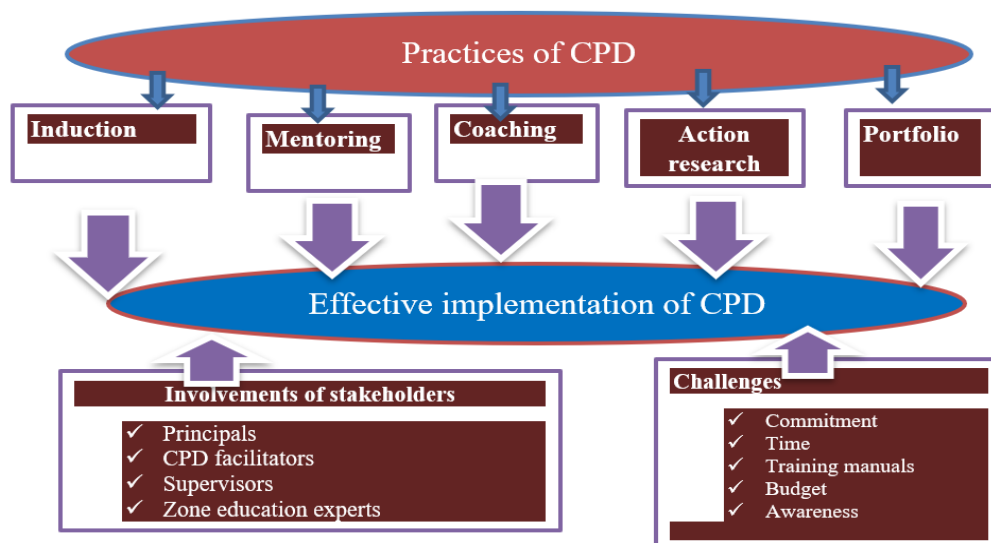 Practices of CPD
Induction
Mentoring
Coaching
Action
research
Portfolio
Effective implementation of CPD
Involvements of stakeholders
✓ Principals
✓ CPD facilitators
✓ Supervisors
✓ Zone education experts
Challenges
✓ Commitment
✓ Time
✓ Training manuals
✓ Budget
✓ Awareness